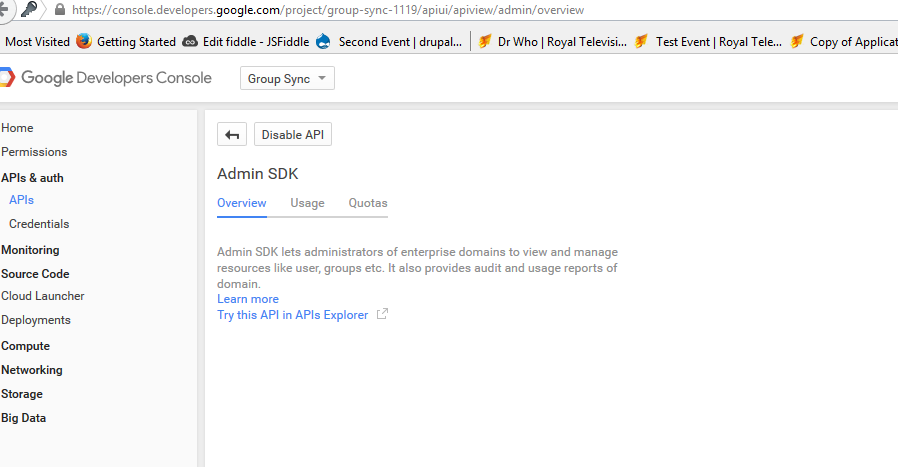 https://console.developers.google.com/project/group-sync-1119/apiui/apiview/admin/overview
Most Visited Getting Started Edit fiddle - JSFiddle Second Event | drupal... Dr Who | Royal Televisi... Test Event | Royal Tele... Copy of Applicat
Google Developers Console Group Sync
Home
Permissions
APIs & auth
APIs
Credentials
Monitoring
Source Code
Cloud Launcher
Deployments
Compute
Networking
Storage
Big Data
Disable API
Admin SDK
Overview Usage Quotas
Admin SDK lets administrators of enterprise domains to view and manage
resources like user, groups etc. It also provides audit and usage reports of
domain.
Learn more
Try this API in APIs Explorer